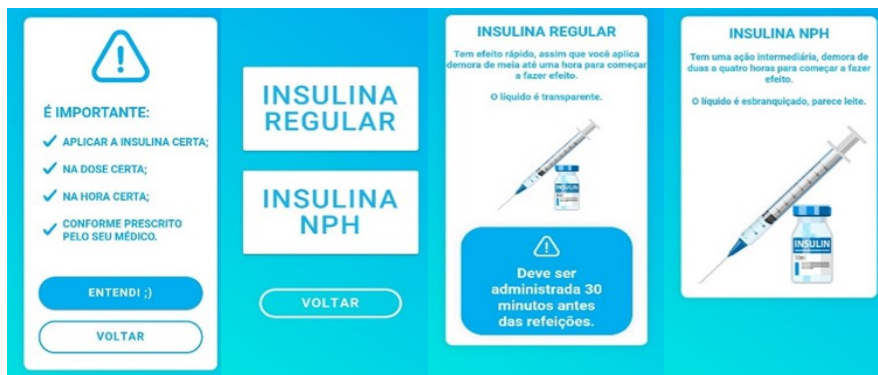 É IMPORTANTE:
APLICAR A INSULINA CERTA;
NA DOSE CERTA;
NA HORA CERTA;
CONFORME PRESCRITO
PELO SEU MÉDICO.
ENTENDI ;)
VOLTAR
INSULINA
REGULAR
INSULINA
NPH
VOLTAR
INSULINA REGULAR
Tem efeito rápido, assim que você aplica
demora de meia até uma hora para começar
a fazer efeito.
O líquido é transparente.
INSULIN
Deve ser
administrada 30
minutos antes
das refeições.
INSULINA NPH
Tem uma ação intermediária, demora de
duas a quatro horas para começar a fazer
efeito.
O líquido é esbranquiçado, parece leite.
INSULIN
10ml